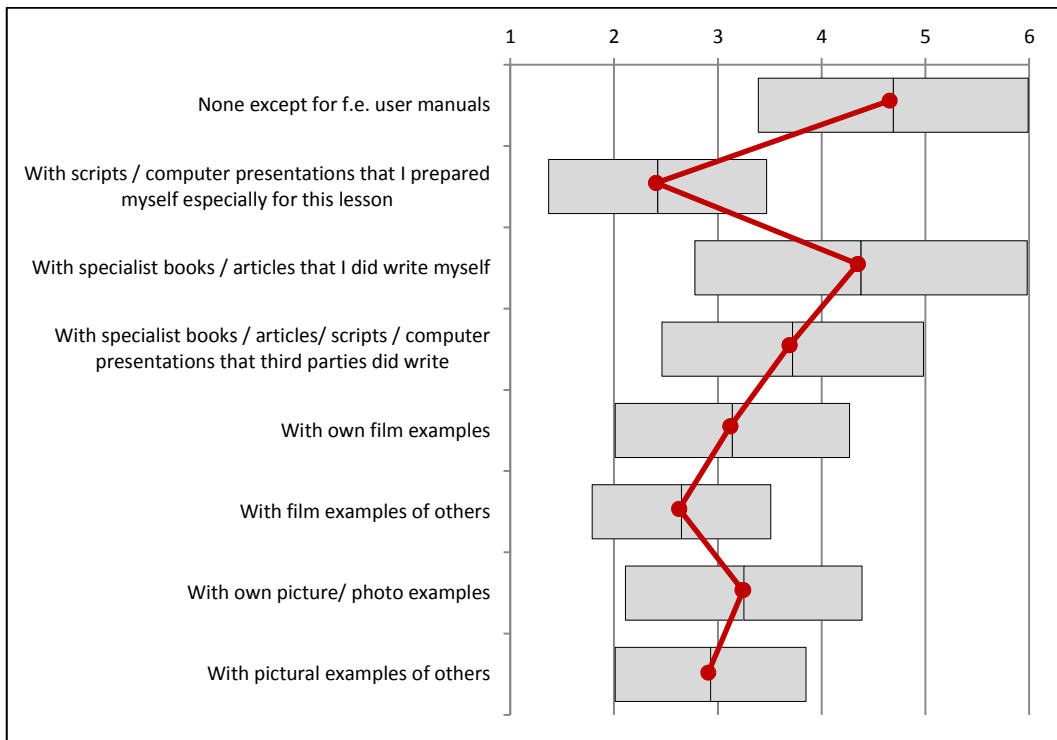 1 2 3 4 5 6
None except for f.e. user manuals
With scripts / computer presentations that I prepared
myself especially for this lesson
With specialist books / articles that I did write myself
With specialist books / articles/ scripts / computer
presentations that third parties did write
With own film examples
With film examples of others
With own picture/ photo examples
With pictural examples of others